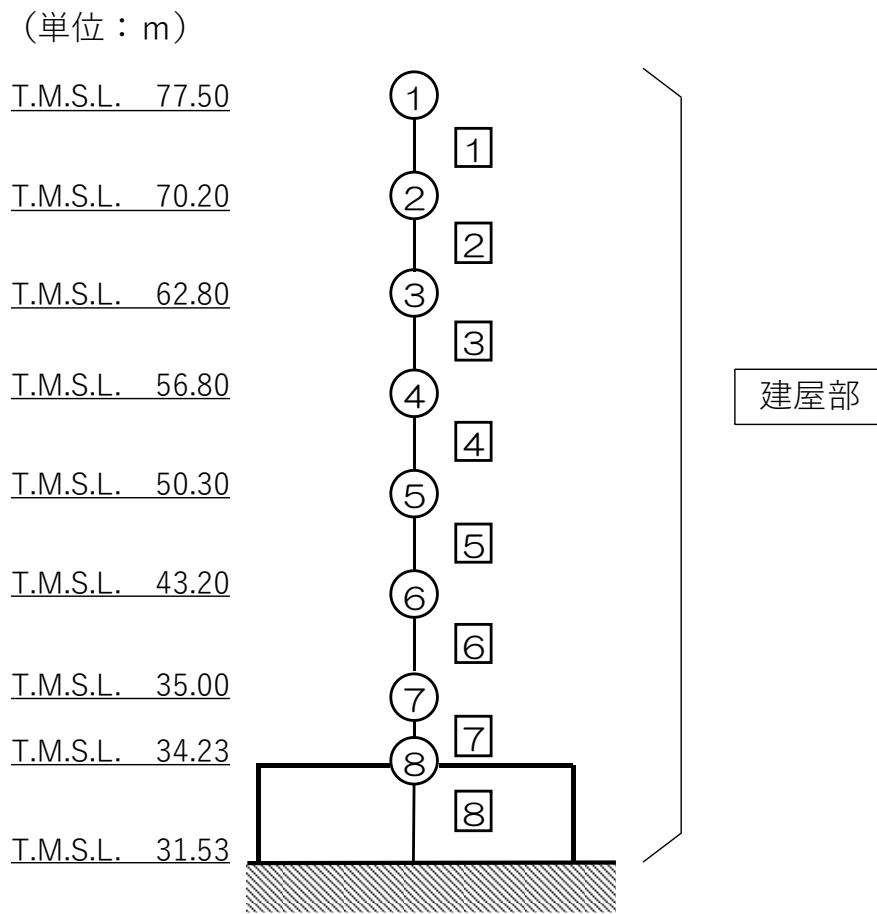 （単位：m）
T.M.S.L. 77.50
①
1
T.M.S.L. 70.20
②
2
T.M.S.L. 62.80
③
3
T.M.S.L. 56.80
④
建屋部
4
T.M.S.L. 50.30
⑤
5
T.M.S.L. 43.20
⑥
6
T.M.S.L. 35.00
⑦
7
T.M.S.L. 34.23
⑧
8
T.M.S.L. 31.53